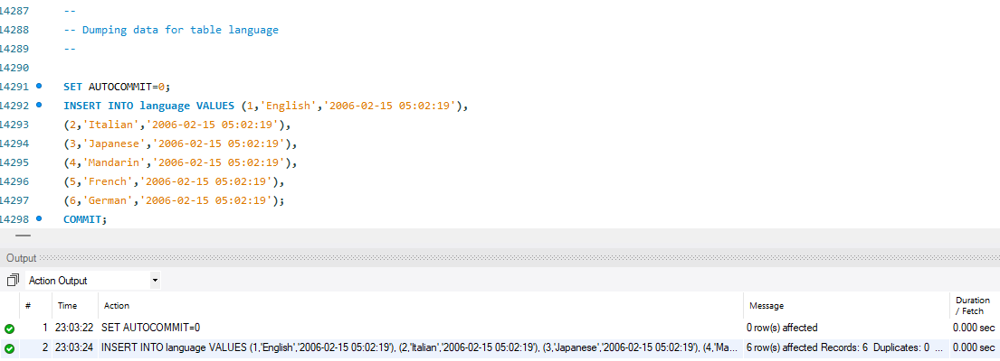 14287 --
14288 -- Dumping data for table language
14289 --
14290
14291 SET AUTOCOMMIT=0;
14292 INSERT INTO language VALUES (1,'English','2006-02-15 05:02:19'),
14293 (2,'Italian','2006-02-15 05:02:19'),
14294 (3,'Japanese','2006-02-15 05:02:19'),
14295 (4,'Mandarin','2006-02-15 05:02:19'),
14296 (5,'French','2006-02-15 05:02:19'),
14297 (6,'German','2006-02-15 05:02:19');
14298 COMMIT;
Output
Action Output
# Time Action Message Duration / Fetch
1 23:03:22 SET AUTOCOMMIT=0 0 row(s) affected 0.000 sec
2 23:03:24 INSERT INTO language VALUES (1,'English','2006-02-15 05:02:19'), (2,'Italian','2006-02-15 05:02:19'), (3,'Japanese','2006-02-15 05:02:19'), (4,'Ma... 6 row(s) affected Records: 6 Duplicates: 0 ... 0.000 sec